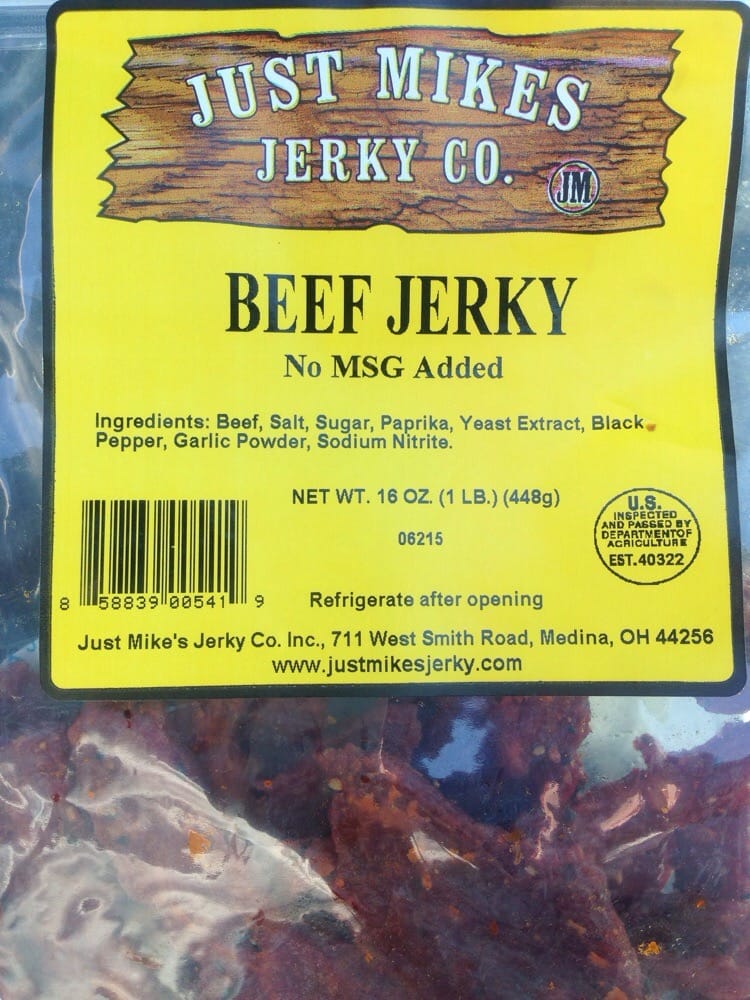 JUST MIKES
JERKY CO.
JM
BEEF JERKY
No MSG Added
Ingredients: Beef, Salt, Sugar, Paprika, Yeast Extract, Black
Pepper, Garlic Powder, Sodium Nitrite.
NET WT. 16 OZ. (1 LB.) (448g)
06215
U.S.
INSPECTED
AND PASSED BY
DEPARTMENTOF
AGRICULTURE
EST.40322
8 58839 00541 9
Refrigerate after opening
Just Mike's Jerky Co. Inc., 711 West Smith Road, Medina, OH 44256
www.justmikesjerky.com